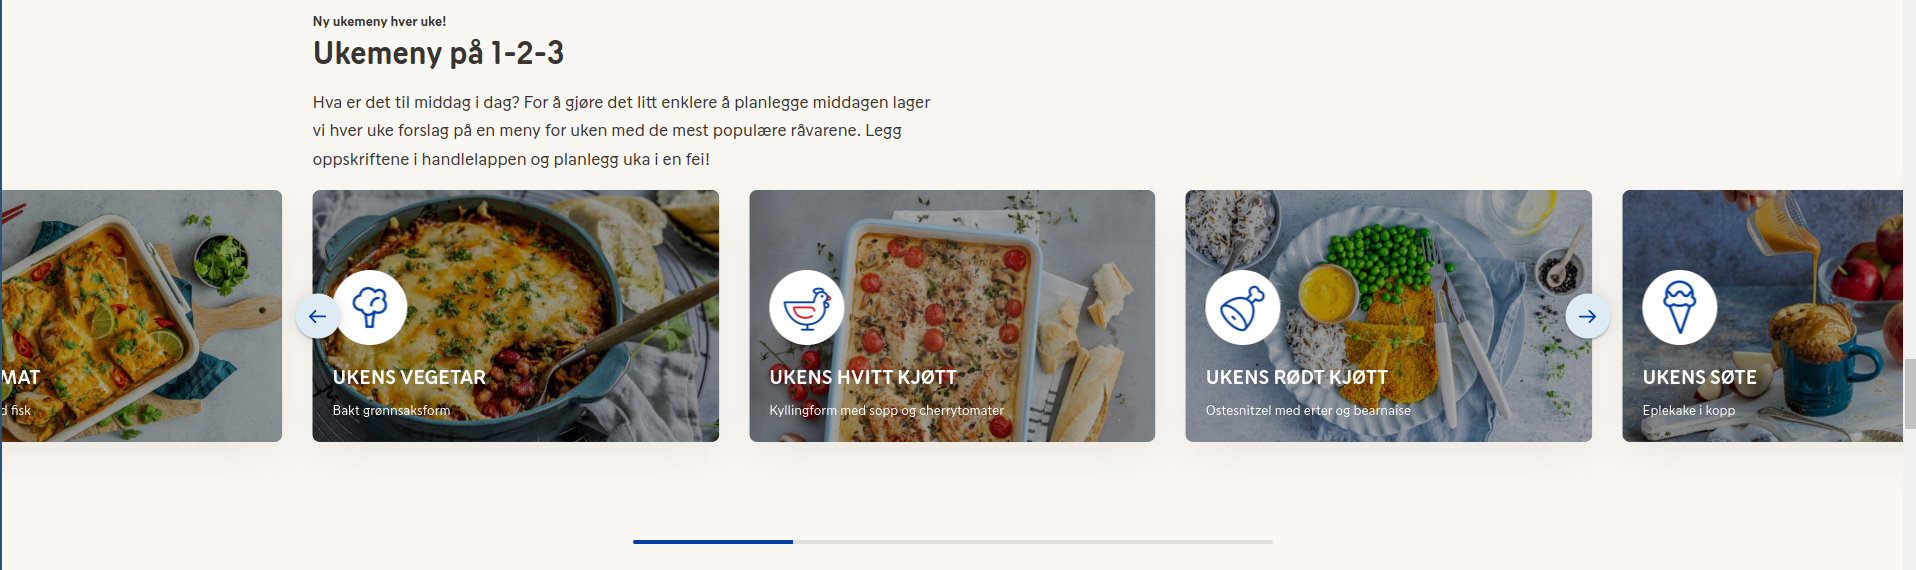 Ny ukemeny hver uke!
Ukemeny på 1-2-3
Hva er det til middag i dag? For å gjøre det litt enklere å planlegge middagen lager
vi hver uke forslag på en meny for uken med de mest populære råvarene. Legg
oppskriftene i handlelappen og planlegg uka i en fei!
MAT
d fisk
UKENS VEGETAR
Bakt grønnsaksform
UKENS HVITT KJØTT
Kyllingform med sopp og cherrytomater
UKENS RØDT KJØTT
Ostesnitzel med erter og bearnaise
UKENS SØTE
Eplekake i kopp